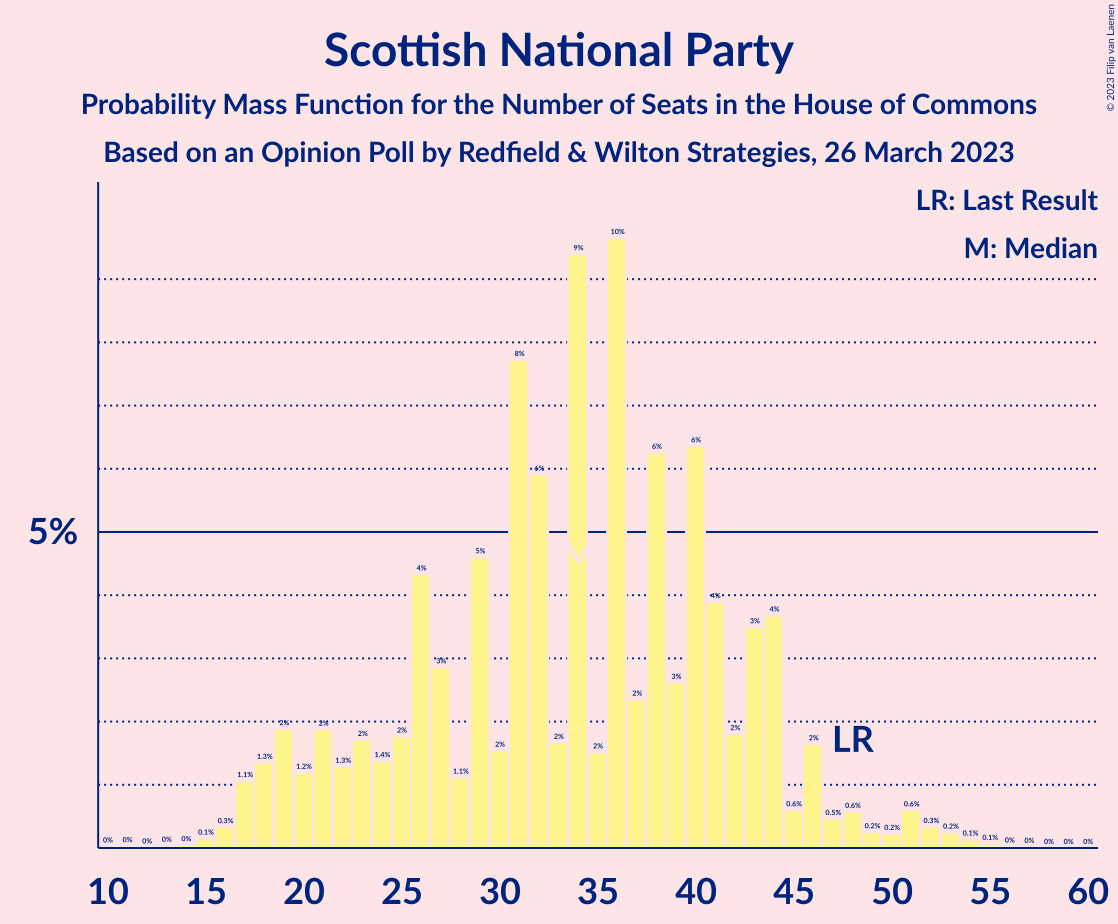 Scottish National Party
Probability Mass Function for the Number of Seats in the House of Commons
Based on an Opinion Poll by Redfield & Wilton Strategies, 26 March 2023
© 2023 Filip van Laenen
LR: Last Result
M: Median
5%
0% 0% 0% 0% 0% 0.1% 0.3% 1.1% 1.3% 2% 1.2% 2% 1.3% 2% 1.4% 2% 4% 3% 1.1% 5% 2% 8% 6% 2% 9% 2% 10% 2% 6% 3% 6% 4% 2% 3% 4% 0.6% 2% 0.5% 0.6% 0.2% 0.2% 0.6% 0.3% 0.2% 0.1% 0.1% 0% 0% 0% 0% 0%
LR
10 15 20 25 30 35 40 45 50 55 60